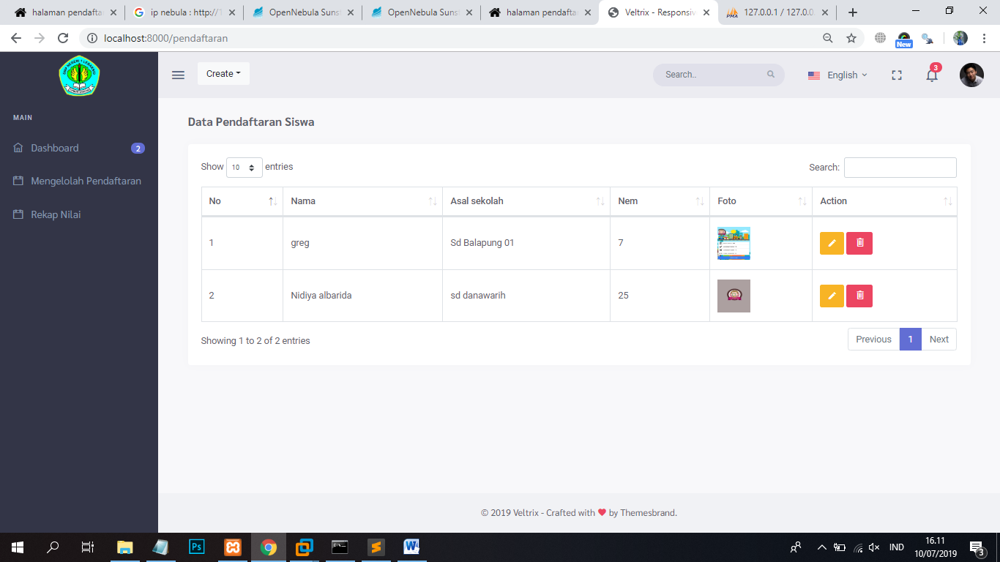 halaman pendafta
ip nebula : http://1
OpenNebula Suns
OpenNebula Suns
halaman pendafta
Veltrix - Responsiv
127.0.0.1 / 127.0.0.
localhost:8000/pendaftaran
New
Create
Search..
English
3
MAIN
Dashboard 2
Mengelolah Pendaftaran
Rekap Nilai
Data Pendaftaran Siswa
Show 10 entries
Search:
No Nama Asal sekolah Nem Foto Action
1 greg Sd Balapung 01 7
2 Nidiya albarida sd danawarih 25
Showing 1 to 2 of 2 entries
Previous 1 Next
© 2019 Veltrix - Crafted with by Themesbrand.
IND
16.11
10/07/2019
3